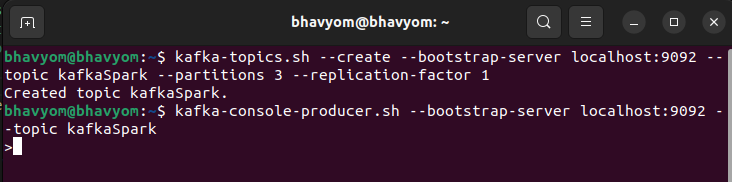 bhavyom@bhavyom: ~
bhavyom@bhavyom:~$ kafka-topics.sh --create --bootstrap-server localhost:9092 --
topic kafkaSpark --partitions 3 --replication-factor 1
Created topic kafkaSpark.
bhavyom@bhavyom:~$ kafka-console-producer.sh --bootstrap-server localhost:9092 -
-topic kafkaSpark
>